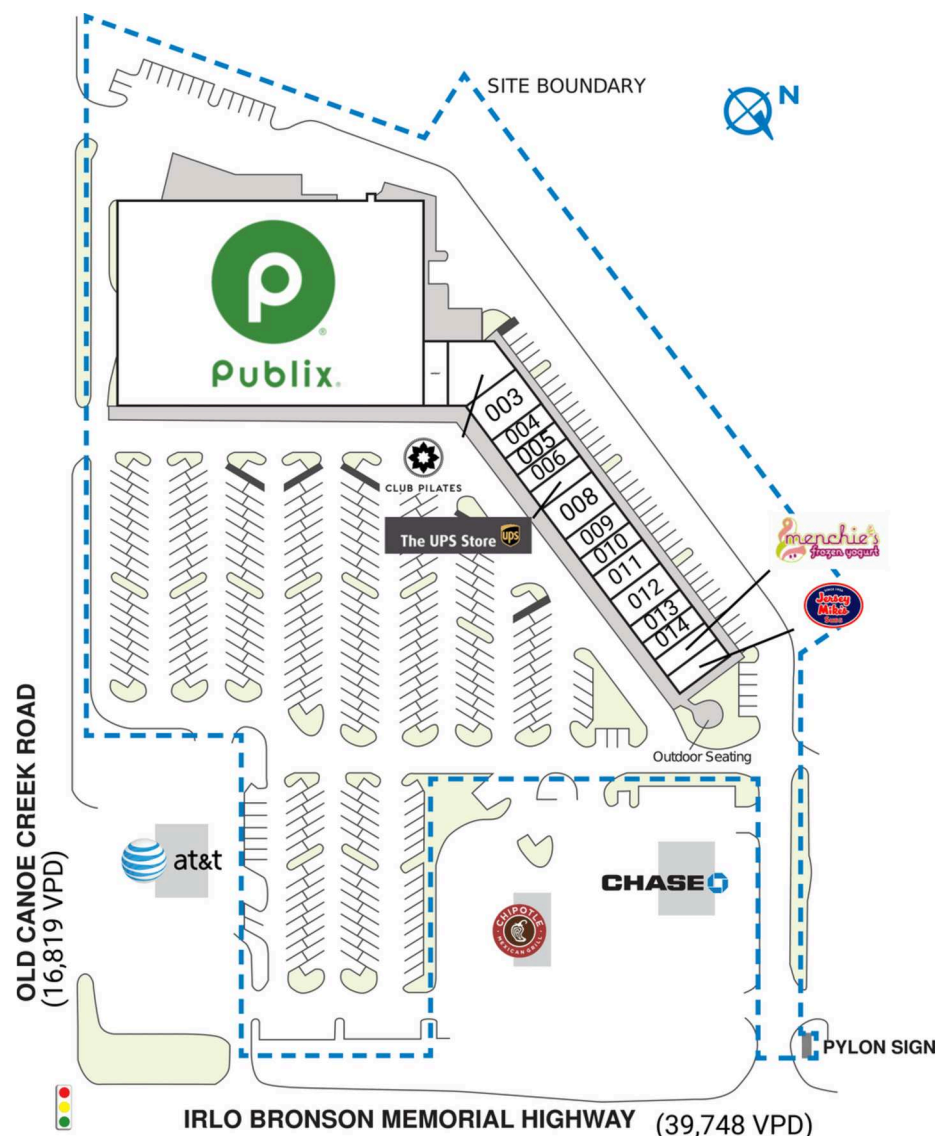 SITE BOUNDARY
N
Publix
003
004
005
006
008
009
010
011
012
013
014
CLUB PILATES
The UPS Store
ups
menchie's
frozen yogurt
Jersey
Mike's
Subs
Outdoor Seating
OLD CANOE CREEK ROAD
(16,819 VPD)
at&t
CHIPOTLE
MEXICAN GRILL
CHASE
PYLON SIGN
IRLO BRONSON MEMORIAL HIGHWAY (39,748 VPD)